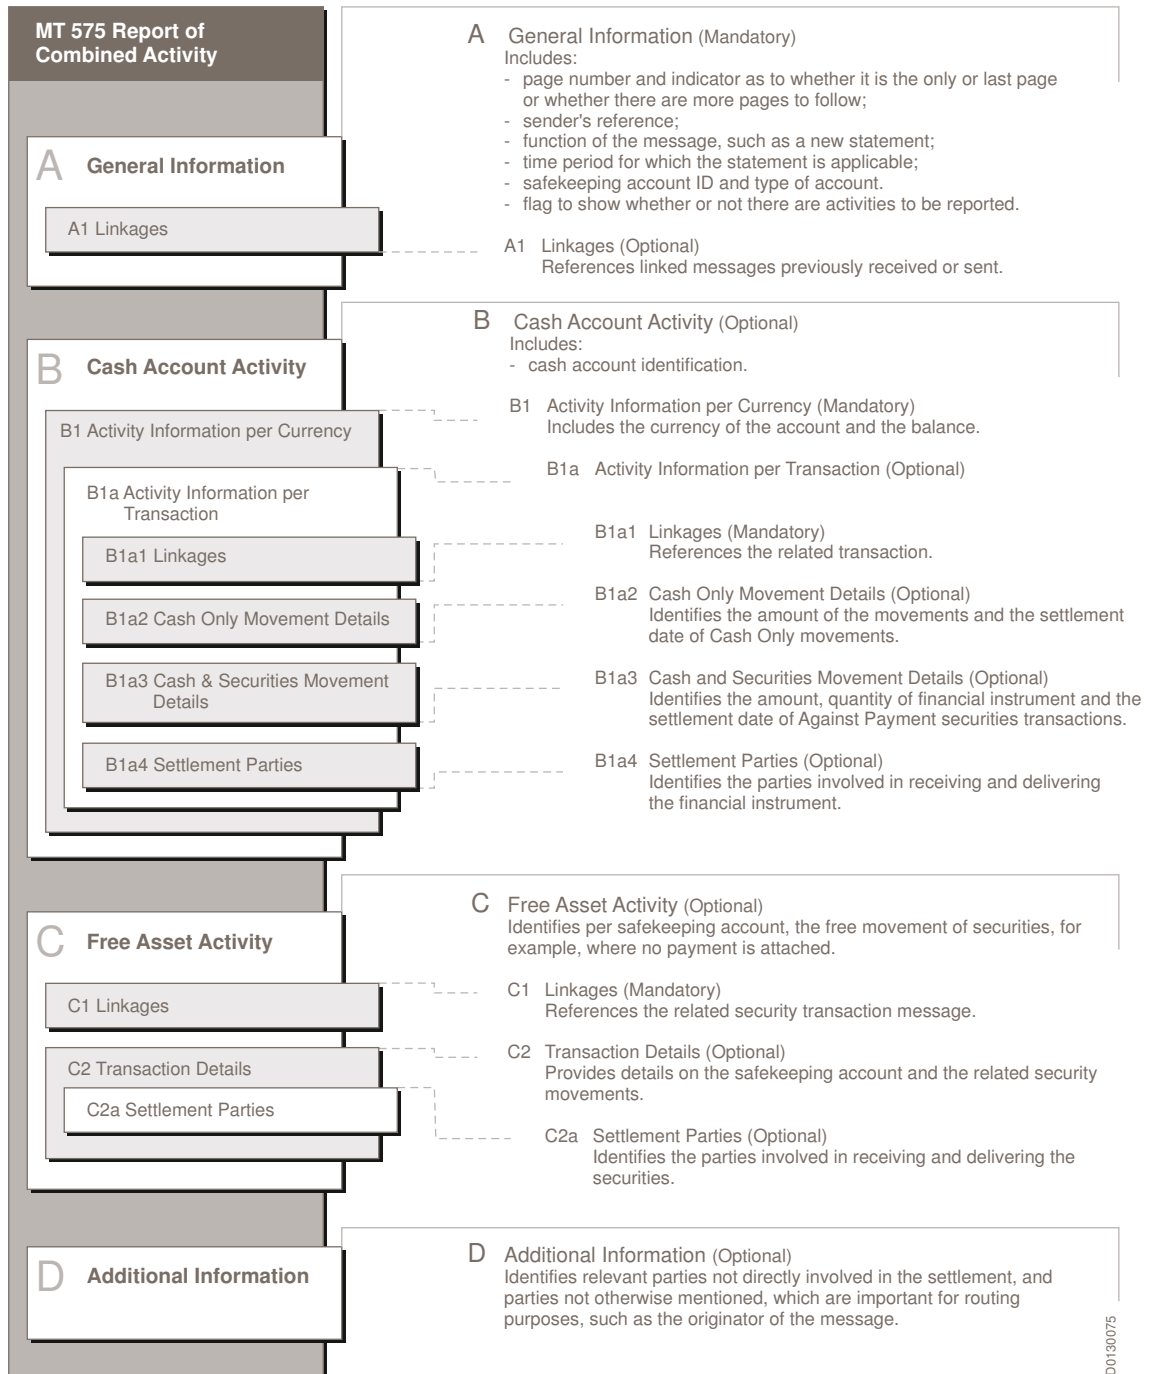 MT 575 Report of
Combined Activity
A General Information
A1 Linkages
A General Information (Mandatory)
Includes:
- page number and indicator as to whether it is the only or last page
or whether there are more pages to follow;
- sender's reference;
- function of the message, such as a new statement;
- time period for which the statement is applicable;
- safekeeping account ID and type of account.
- flag to show whether or not there are activities to be reported.
A1 Linkages (Optional)
References linked messages previously received or sent.
B Cash Account Activity
B1 Activity Information per Currency
B1a Activity Information per
Transaction
B1a1 Linkages
B1a2 Cash Only Movement Details
B1a3 Cash & Securities Movement
Details
B1a4 Settlement Parties
B Cash Account Activity (Optional)
Includes:
- cash account identification.
B1 Activity Information per Currency (Mandatory)
Includes the currency of the account and the balance.
B1a Activity Information per Transaction (Optional)
B1a1 Linkages (Mandatory)
References the related transaction.
B1a2 Cash Only Movement Details (Optional)
Identifies the amount of the movements and the settlement
date of Cash Only movements.
B1a3 Cash and Securities Movement Details (Optional)
Identifies the amount, quantity of financial instrument and the
settlement date of Against Payment securities transactions.
B1a4 Settlement Parties (Optional)
Identifies the parties involved in receiving and delivering
the financial instrument.
C Free Asset Activity
C1 Linkages
C2 Transaction Details
C2a Settlement Parties
C Free Asset Activity (Optional)
Identifies per safekeeping account, the free movement of securities, for
example, where no payment is attached.
C1 Linkages (Mandatory)
References the related security transaction message.
C2 Transaction Details (Optional)
Provides details on the safekeeping account and the related security
movements.
C2a Settlement Parties (Optional)
Identifies the parties involved in receiving and delivering the
securities.
D Additional Information
D Additional Information (Optional)
Identifies relevant parties not directly involved in the settlement, and
parties not otherwise mentioned, which are important for routing
purposes, such as the originator of the message.
D0130075